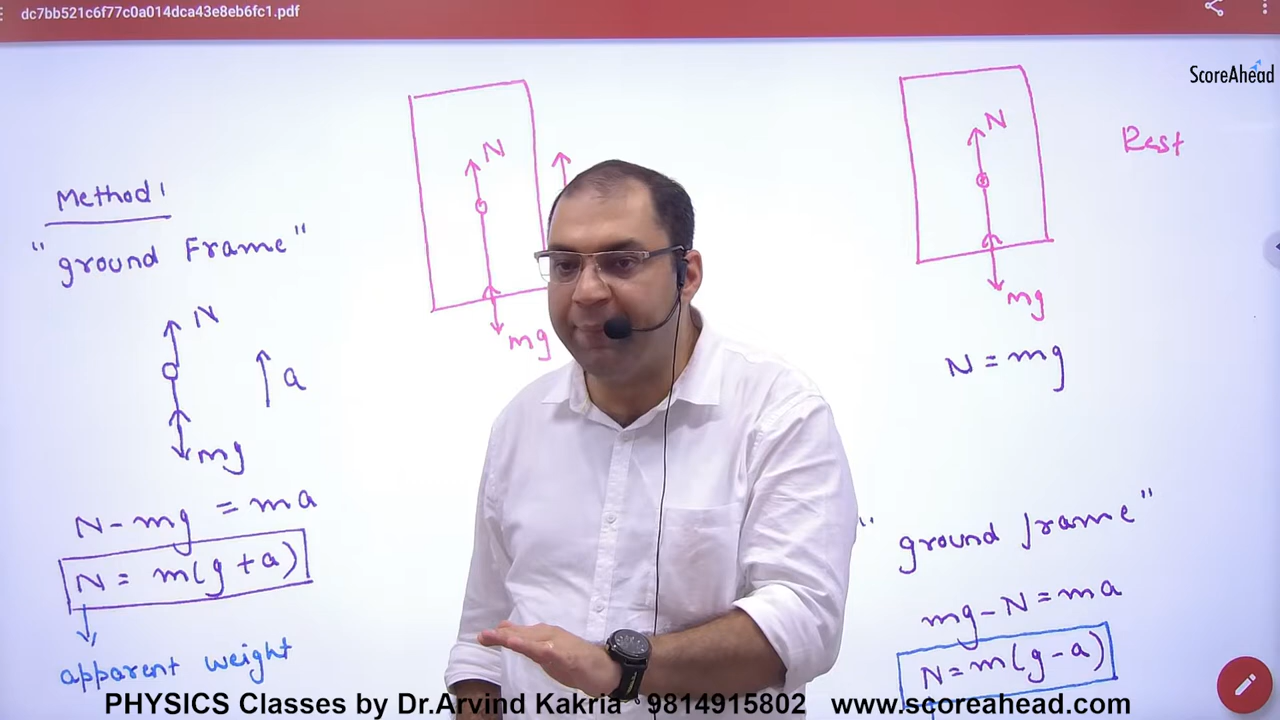 dc7bb521c6f77c0a014dca43e8eb6fc1.pdf
ScoreAhead
Method 1
"ground Frame"
N
a
mg
N - mg = ma
N = m(g + a)
apparent weight
N
mg
N
Rest
mg
N = mg
"ground frame"
mg - N = ma
N = m(g - a)
PHYSICS Classes by Dr.Arvind Kakria 9814915802 www.scoreahead.com